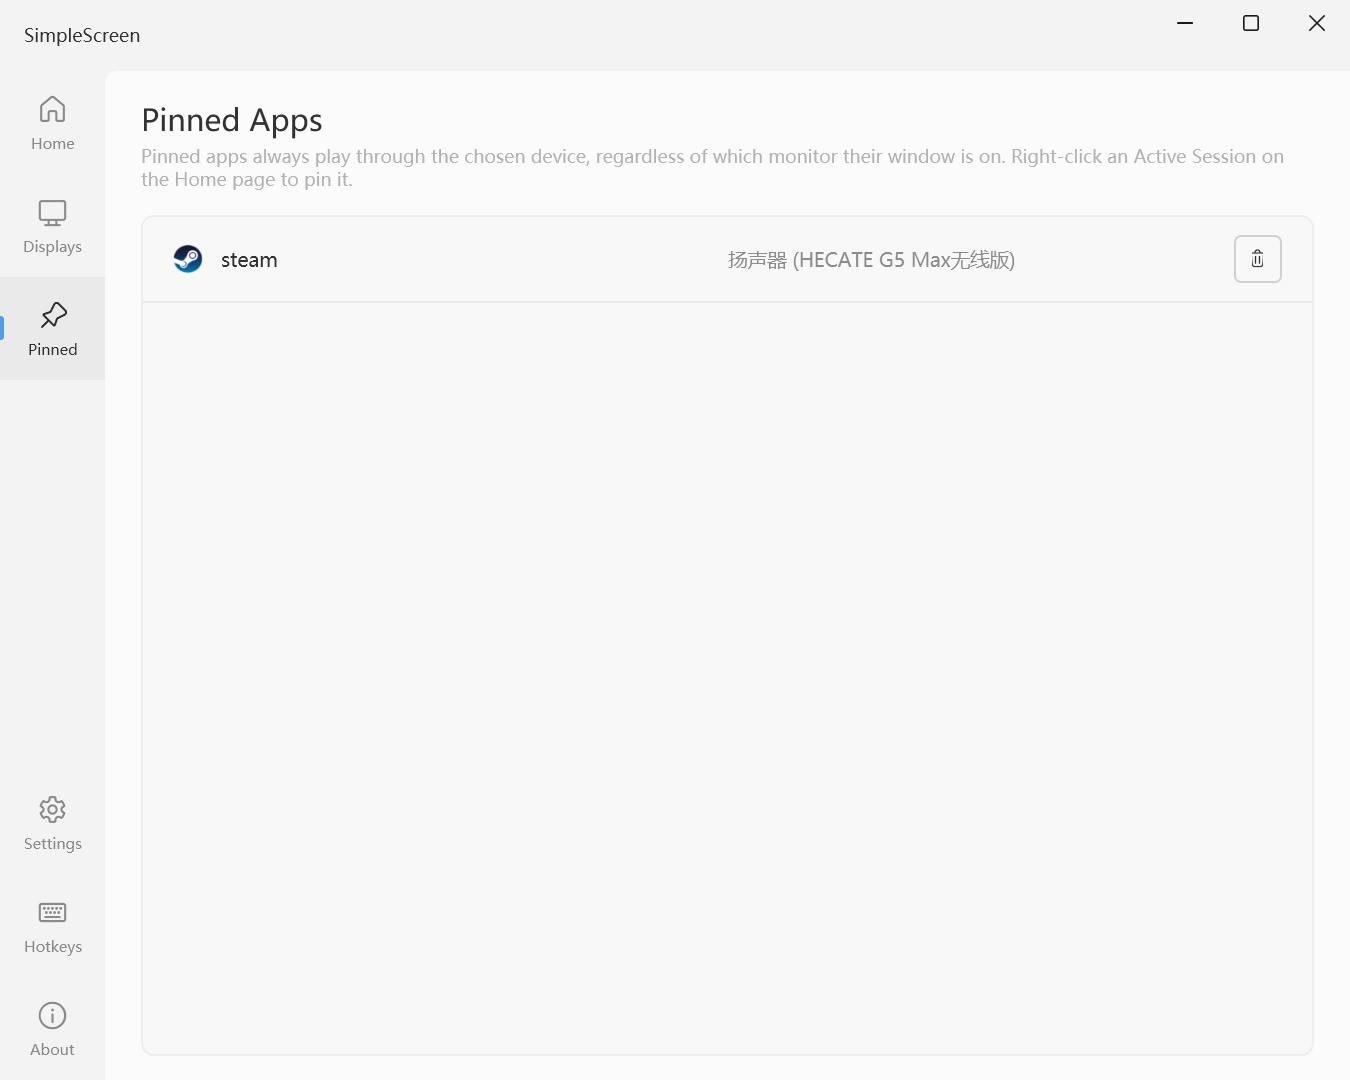 SimpleScreen
Home
Displays
Pinned
Settings
Hotkeys
About
Pinned Apps
Pinned apps always play through the chosen device, regardless of which monitor their window is on. Right-click an Active Session on
the Home page to pin it.
steam 扬声器 (HECATE G5 Max无线版)